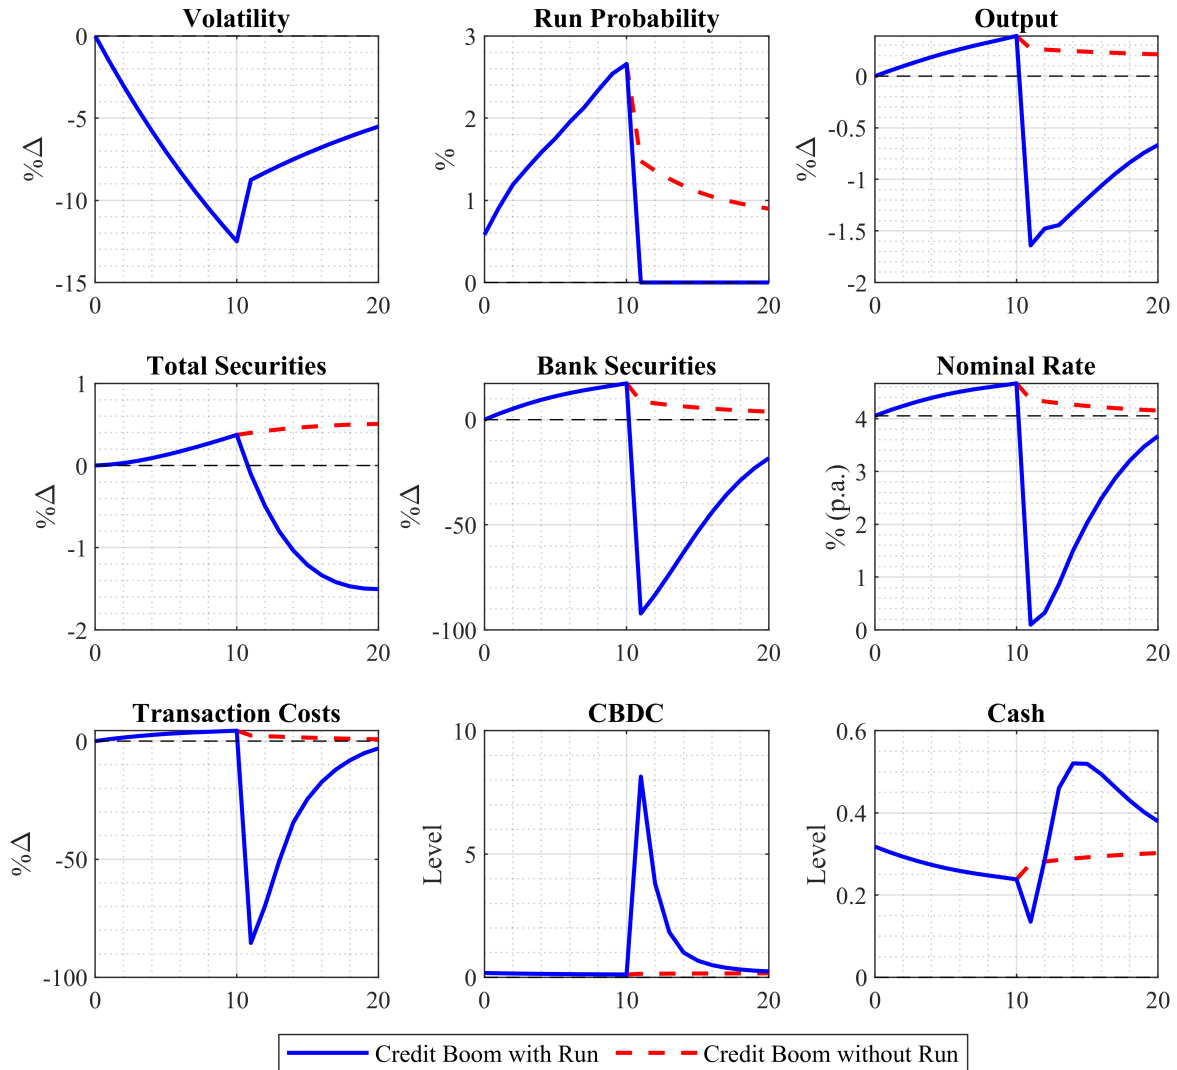 Volatility
0
-5
-10
-15
%Δ
0 10 20
Run Probability
3
2
1
0
%
0 10 20
Output
0
-0.5
-1
-1.5
-2
%Δ
0 10 20
Total Securities
1
0
-1
-2
%Δ
0 10 20
Bank Securities
0
-50
-100
%Δ
0 10 20
Nominal Rate
4
3
2
1
0
% (p.a.)
0 10 20
Transaction Costs
0
-50
-100
%Δ
0 10 20
CBDC
10
5
0
Level
0 10 20
Cash
0.6
0.4
0.2
0
Level
0 10 20
Credit Boom with Run Credit Boom without Run